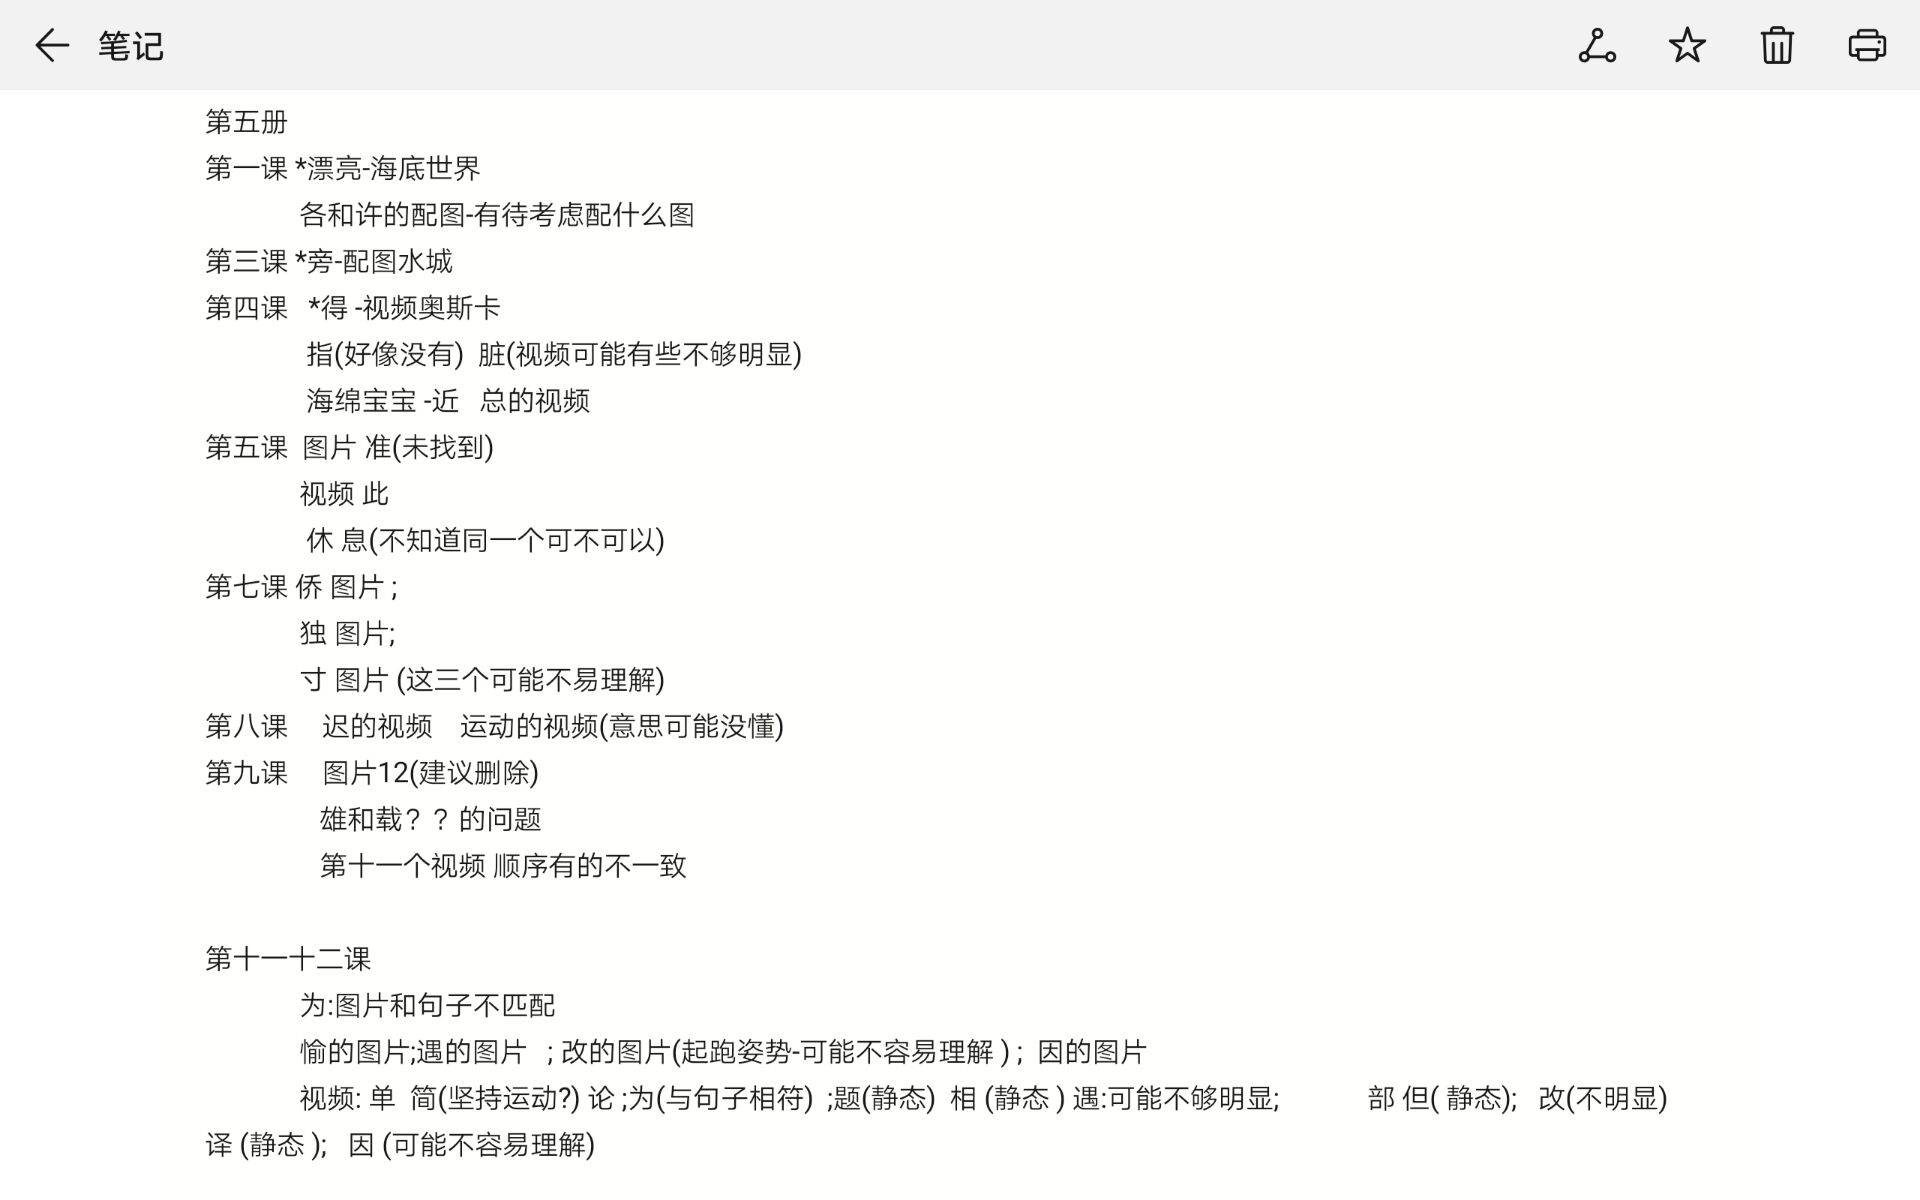 笔记
第五册
第一课 *漂亮-海底世界
各和许的配图-有待考虑配什么图
第三课 *旁-配图水城
第四课 *得 -视频奥斯卡
指(好像没有) 脏(视频可能有些不够明显)
海绵宝宝 -近 总的视频
第五课 图片 准(未找到)
视频 此
休 息(不知道同一个可不可以)
第七课 侨 图片 ;
独 图片;
寸 图片 (这三个可能不易理解)
第八课 迟的视频 运动的视频(意思可能没懂)
第九课 图片12(建议删除)
雄和载？？的问题
第十一个视频 顺序有的不一致
第十一十二课
为:图片和句子不匹配
愉的图片;遇的图片 ; 改的图片(起跑姿势-可能不容易理解 ) ; 因的图片
视频: 单 简(坚持运动?) 论 ;为(与句子相符) ;题(静态) 相 (静态 ) 遇:可能不够明显; 部 但( 静态); 改(不明显)
译 (静态 ); 因 (可能不容易理解)